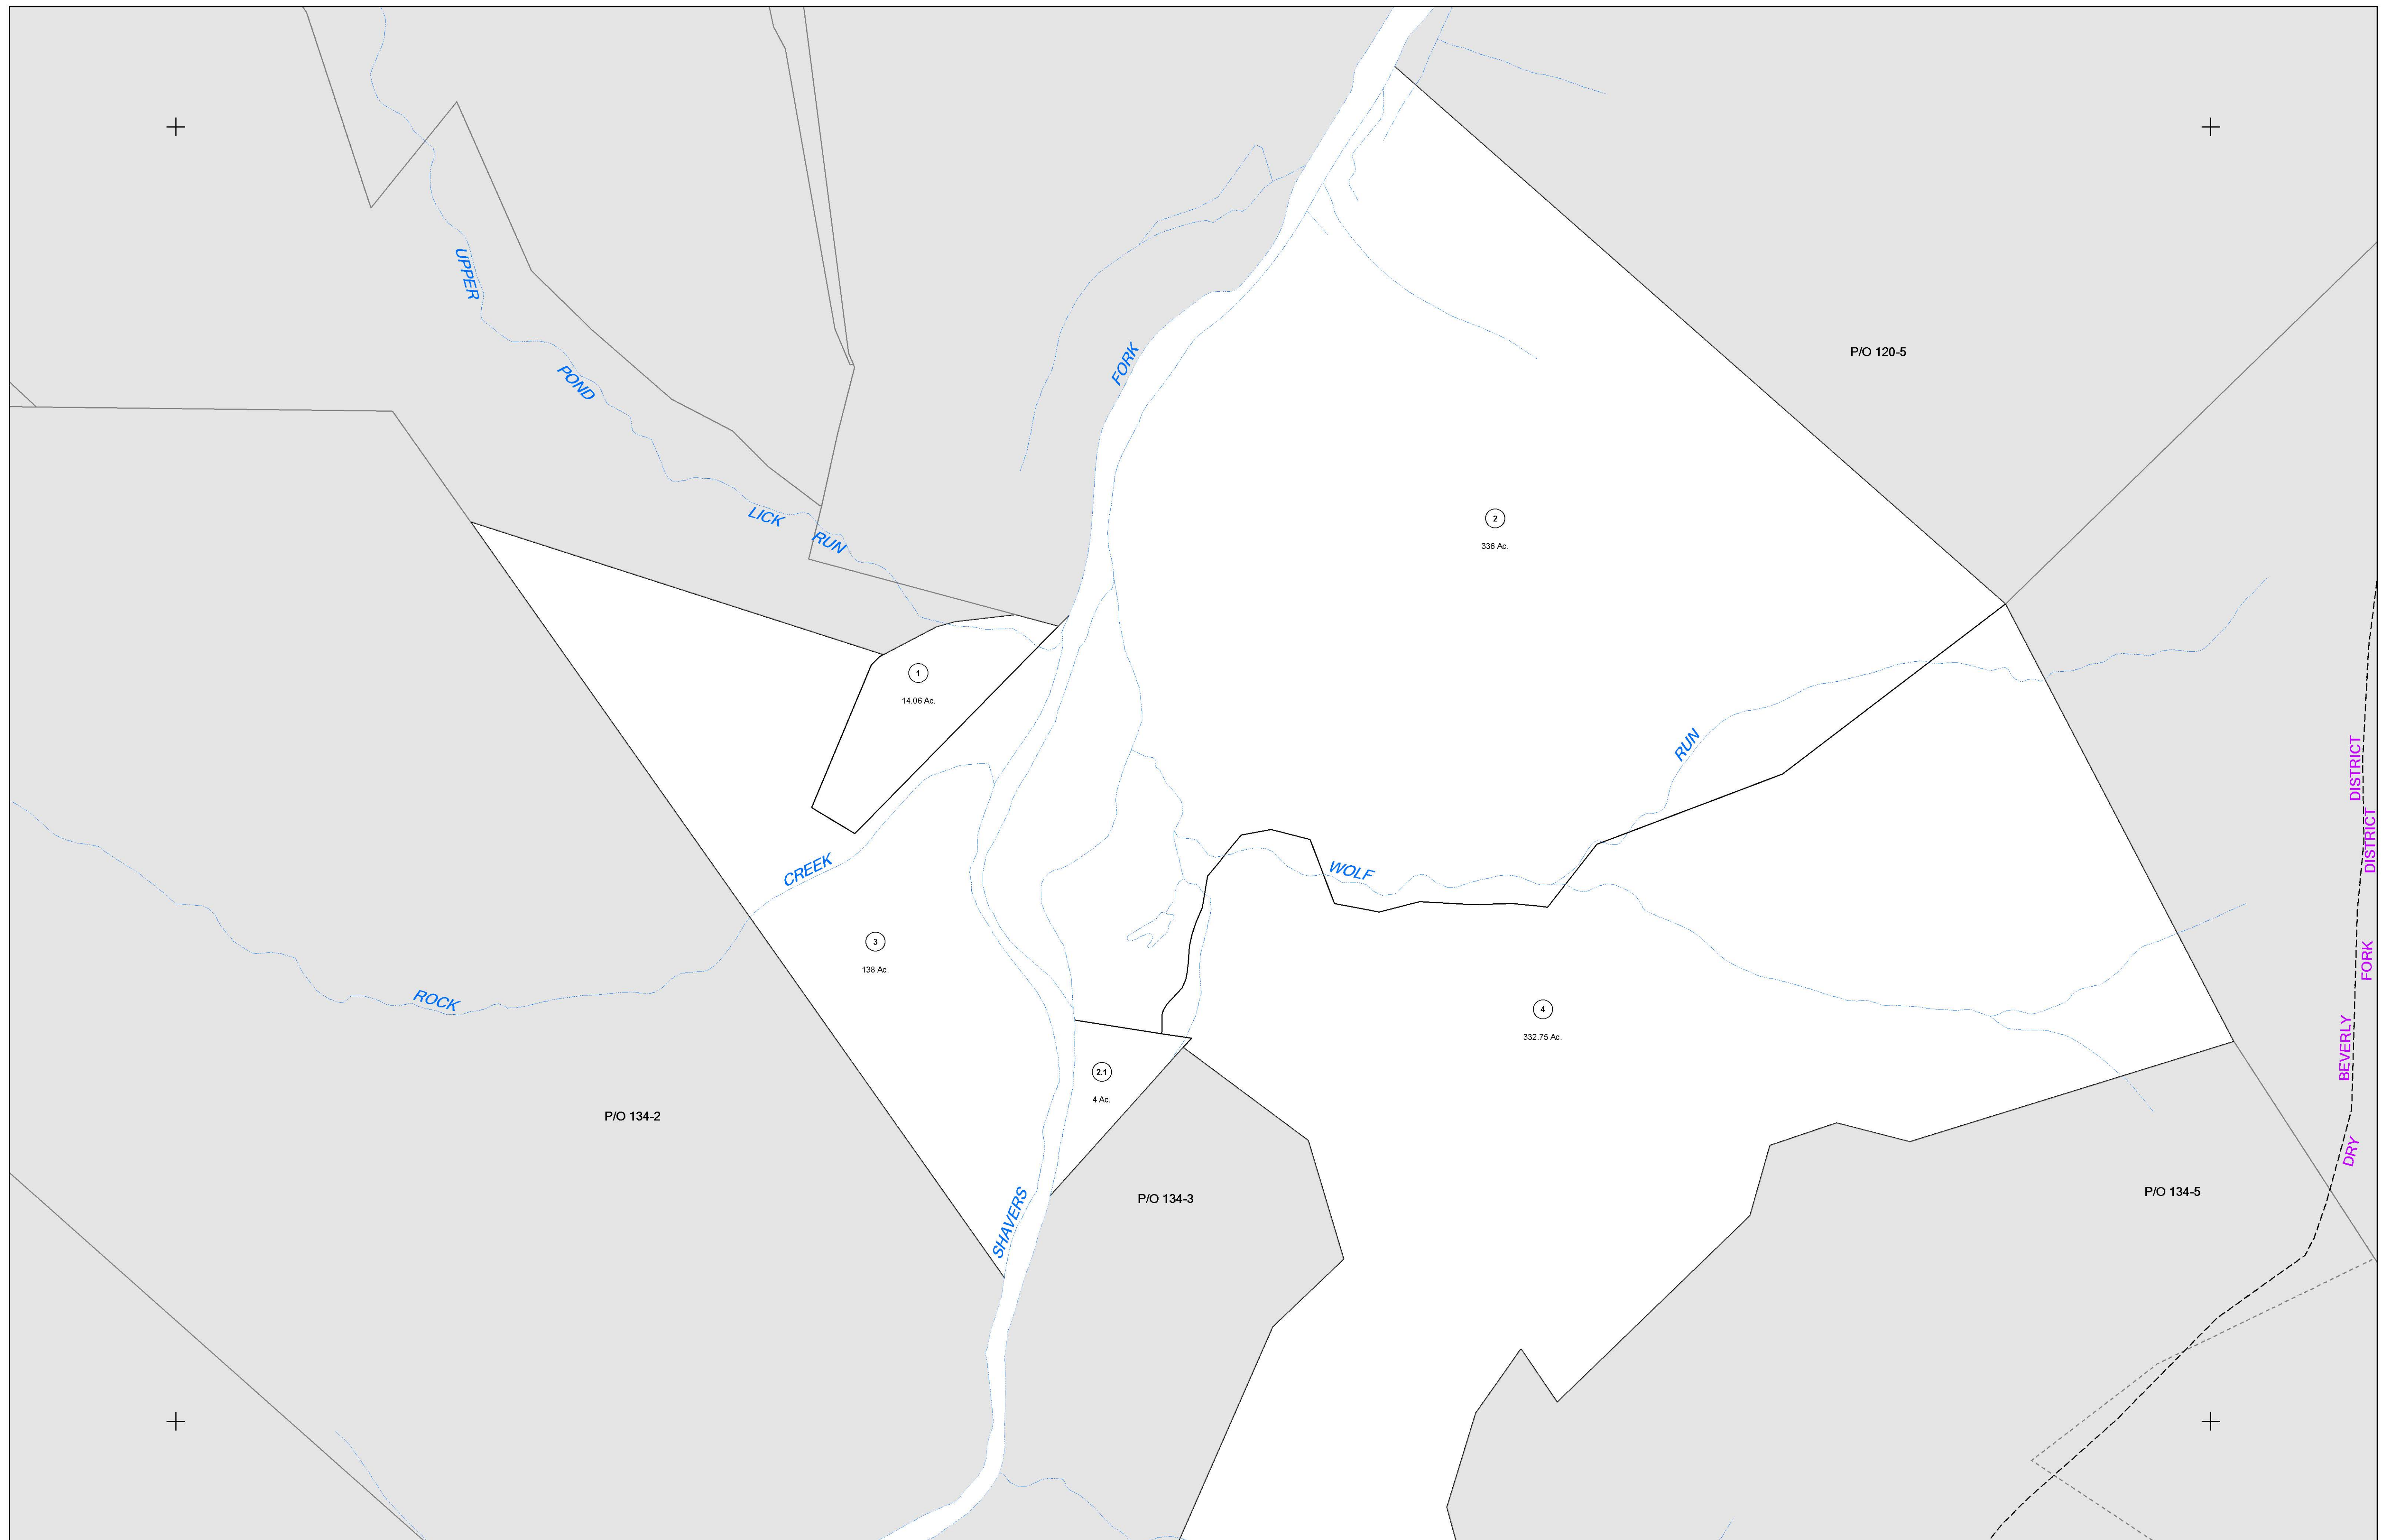 UPPER
POND
LICK
RUN
FORK
P/O 120-5
2
336 Ac.
1
14.06 Ac.
RUN
DISTRICT
DISTRICT
CREEK
WOLF
3
138 Ac.
FORK
ROCK
4
332.75 Ac.
BEVERLY
2.1
4 Ac.
P/O 134-2
DRY
P/O 134-3
P/O 134-5
SHAVERS